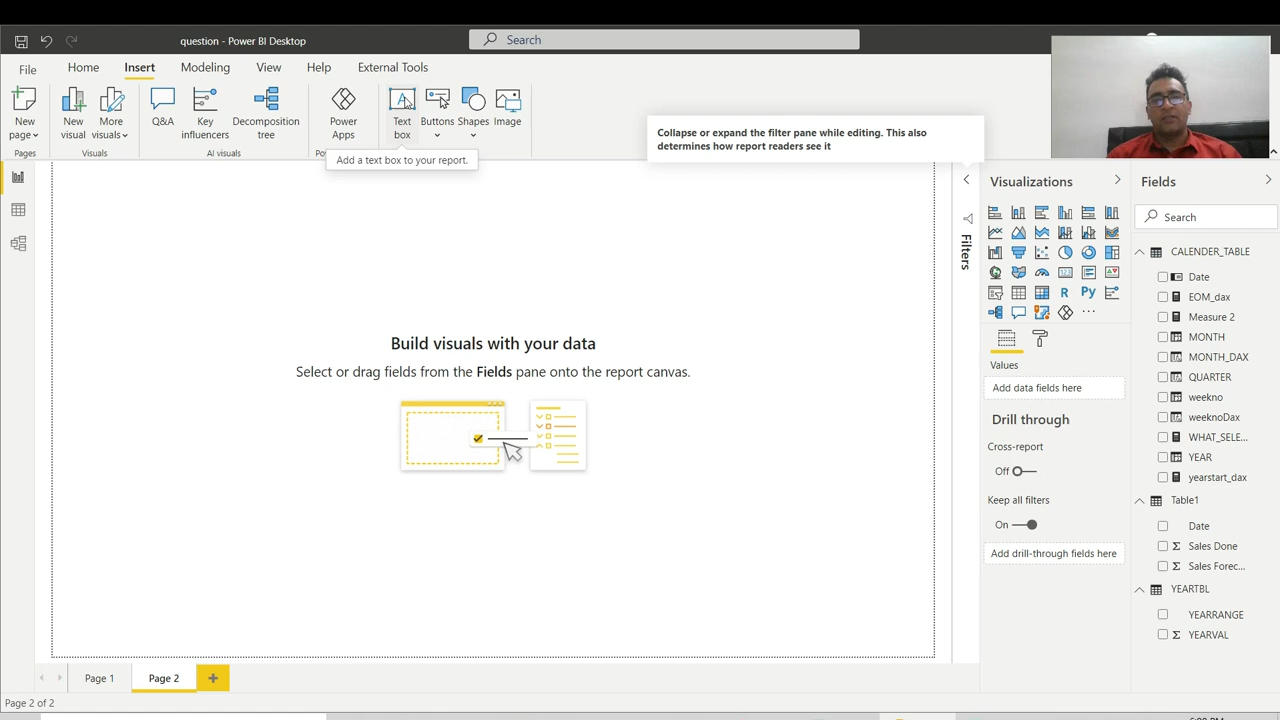 question - Power BI Desktop
Search
File
Home
Insert
Modeling
View
Help
External Tools
New
page
New
visual
More
visuals
Q&A
Key
influencers
Decomposition
tree
Power
Apps
Text
box
Buttons
Shapes
Image
Pages
Visuals
AI visuals
Add a text box to your report.
Collapse or expand the filter pane while editing. This also
determines how report readers see it
Build visuals with your data
Select or drag fields from the Fields pane onto the report canvas.
Filters
Visualizations
R
Py
Values
Add data fields here
Drill through
Cross-report
Off
Keep all filters
On
Add drill-through fields here
Fields
Search
CALENDER_TABLE
Date
EOM_dax
Measure 2
MONTH
MONTH_DAX
QUARTER
weekno
weeknoDax
WHAT_SELE...
YEAR
yearstart_dax
Table1
Date
Sales Done
Sales Forec...
YEARTBL
YEARRANGE
YEARVAL
Page 1
Page 2
Page 2 of 2